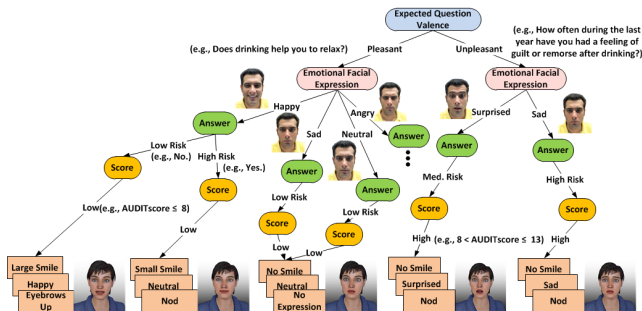 Expected Question
Valence
(e.g., Does drinking help you to relax?)
Pleasant
Unpleasant
(e.g., How often during the last
year have you had a feeling of
guilt or remorse after drinking?)
Emotional Facial
Expression
Emotional Facial
Expression
Happy
Sad
Neutral
Angry
Surprised
Sad
Answer
Answer
Answer
Answer
Answer
Answer
Low Risk
(e.g., No.)
High Risk
(e.g., Yes.)
Low Risk
Low Risk
Med. Risk
High Risk
Score
Score
Score
Score
Score
Score
Low(e.g., AUDITscore ≤ 8)
Low
Low
Low
High (e.g., 8 < AUDITscore ≤ 13)
High
Large Smile
Happy
Eyebrows
Up
Small Smile
Neutral
Nod
No Smile
Neutral
No
Expression
No Smile
Surprised
Nod
No Smile
Sad
Nod